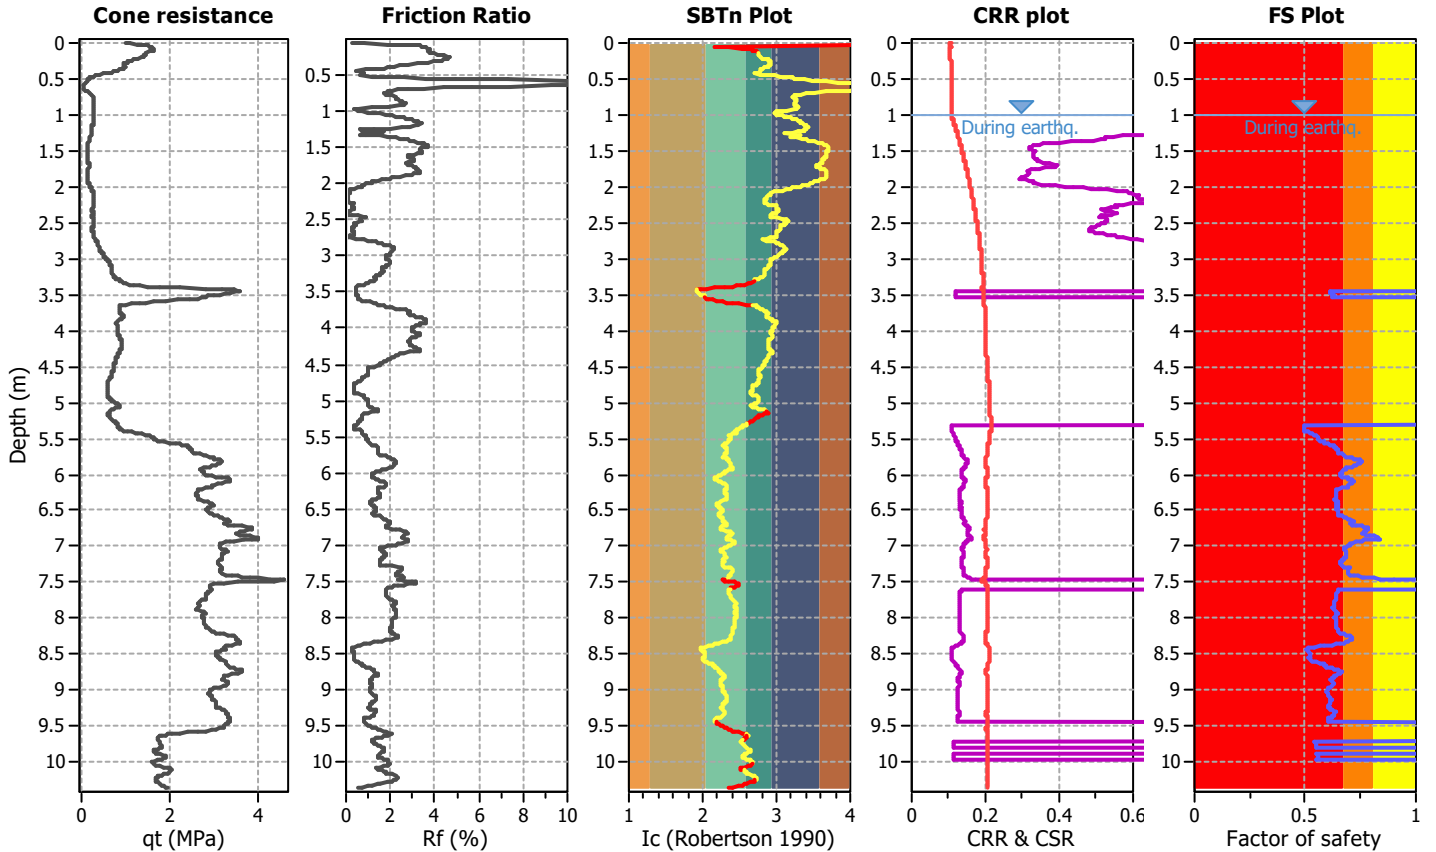 Cone resistance Friction Ratio SBTn Plot CRR plot FS Plot
0 0 0 0
0.5 0.5 0.5 0.5 0.5
1 1 1 1 1
During earthq. During earthq.
1.5 1.5 1.5 1.5 1.5
2 2 2 2 2
2.5 2.5 2.5 2.5 2.5
3 3 3 3 3
3.5 3.5 3.5 3.5 3.5
4 4 4 4 4
4.5 4.5 4.5 4.5 4.5
Depth (m)
5 5 5 5 5
5.5 5.5 5.5 5.5 5.5
6 6 6 6 6
6.5 6.5 6.5 6.5 6.5
7 7 7 7 7
7.5 7.5 7.5 7.5 7.5
8 8 8 8 8
8.5 8.5 8.5 8.5 8.5
9 9 9 9 9
9.5 9.5 9.5 9.5 9.5
10 10 10 10 10
0 2 4 0 2 4 6 8 10 1 2 3 4 0 0.2 0.4 0.6 0 0.5 1
qt (MPa) Rf (%) Ic (Robertson 1990) CRR & CSR Factor of safety